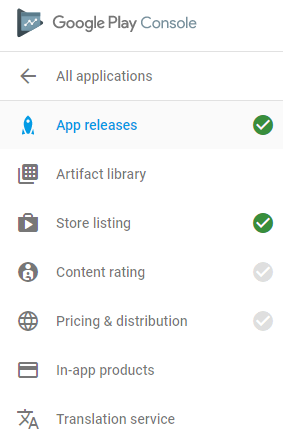 Google Play Console
All applications
App releases
Artifact library
Store listing
Content rating
Pricing & distribution
In-app products
Translation service